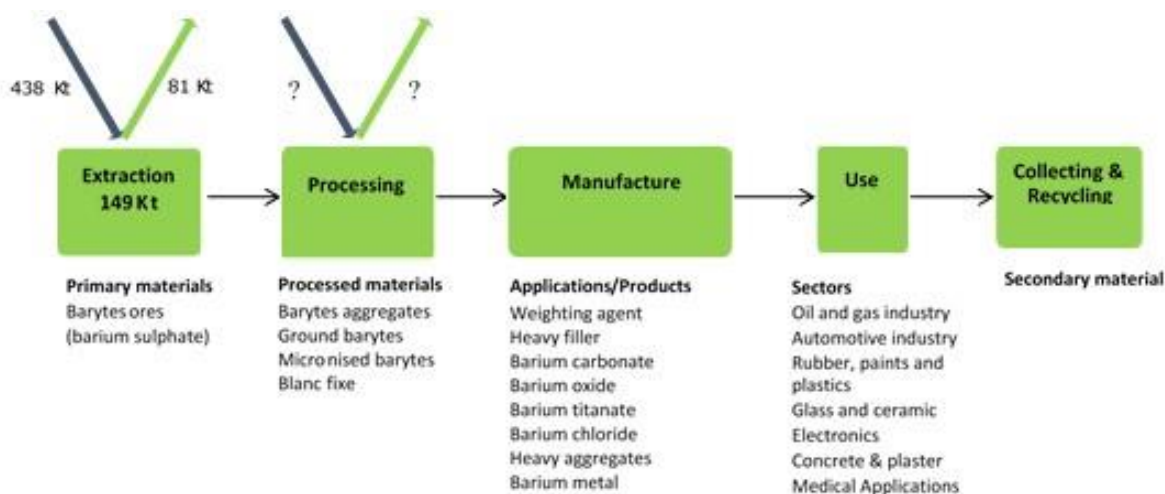 438 Kt
81 Kt
?
?
Extraction
149 Kt
Processing
Manufacture
Use
Collecting &
Recycling
Primary materials
Barytes ores
(barium sulphate)
Processed materials
Barytes aggregates
Ground barytes
Micronised barytes
Blanc fixe
Applications/Products
Weighting agent
Heavy filler
Barium carbonate
Barium oxide
Barium titanate
Barium chloride
Heavy aggregates
Barium metal
Sectors
Oil and gas industry
Automotive industry
Rubber, paints and
plastics
Glass and ceramic
Electronics
Concrete & plaster
Medical Applications
Secondary material